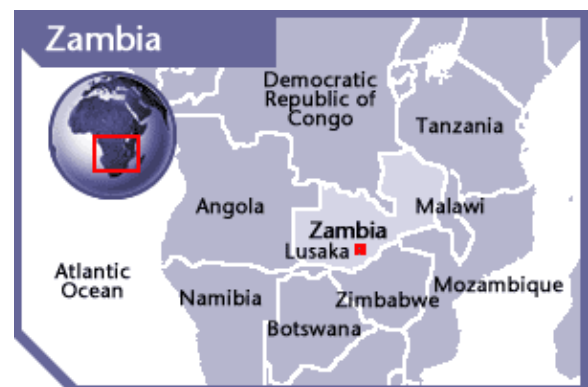 Zambia
Democratic
Republic of
Congo
Tanzania
Angola
Malawi
Zambia
Lusaka
Atlantic
Ocean
Namibia
Zimbabwe
Mozambique
Botswana